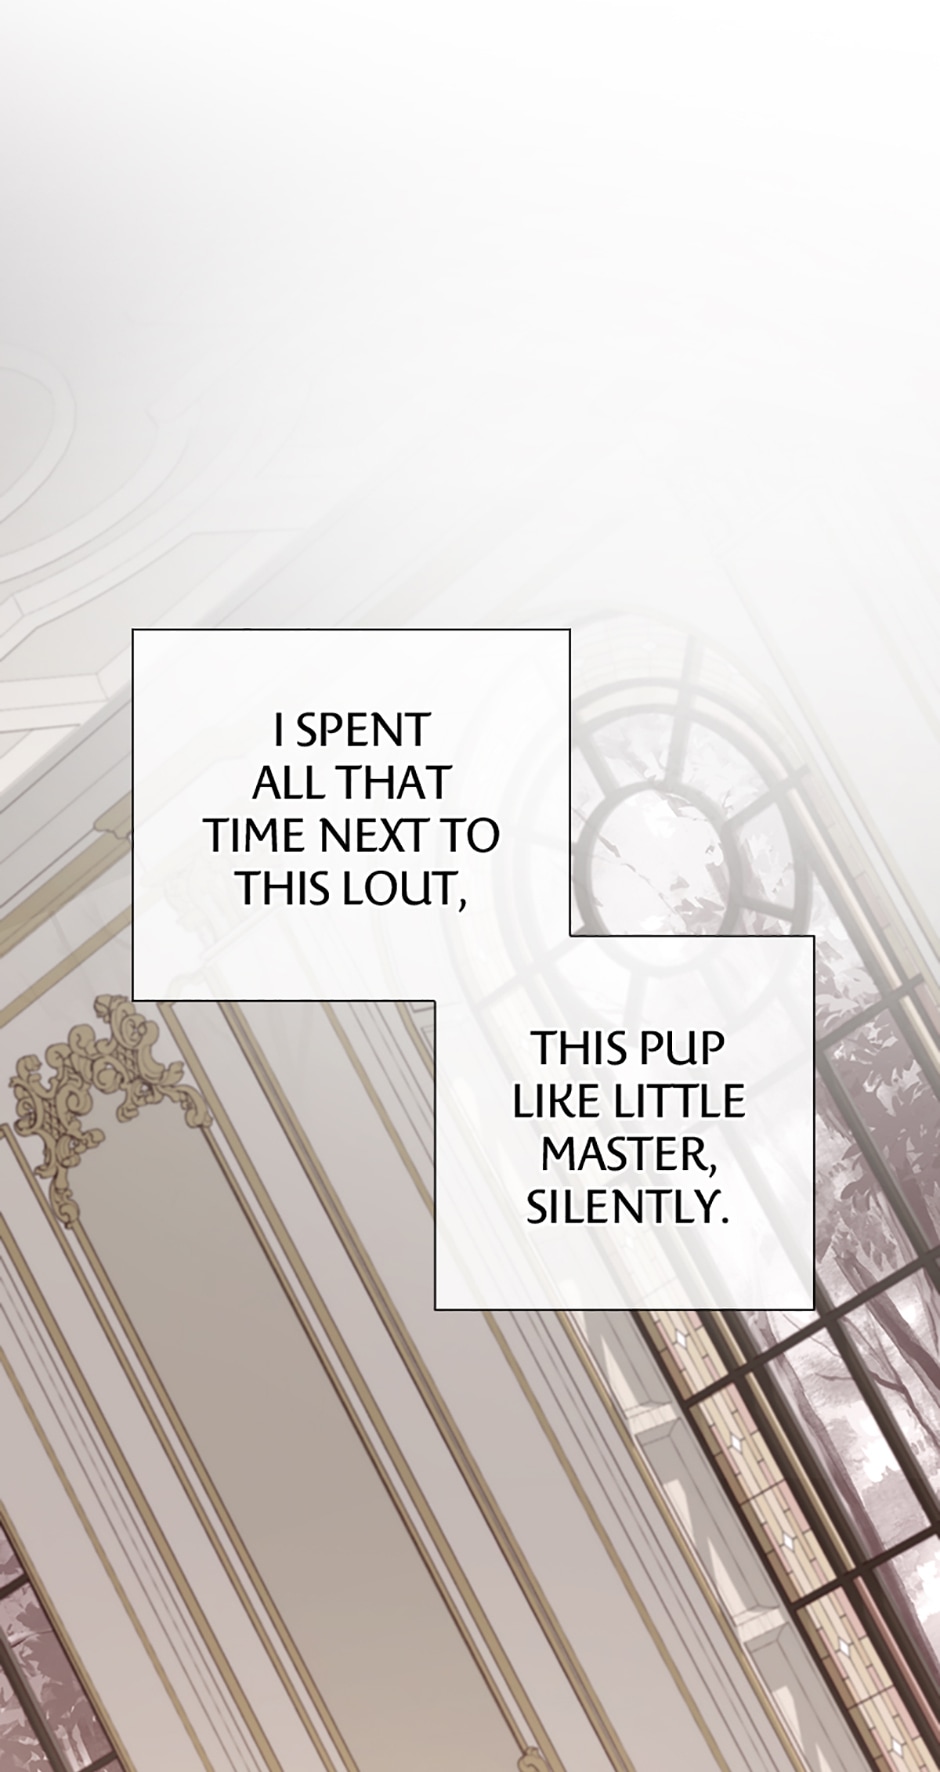 I SPENT
ALL THAT
TIME NEXT TO
THIS LOUT,
THIS PUP
LIKE LITTLE
MASTER,
SILENTLY.